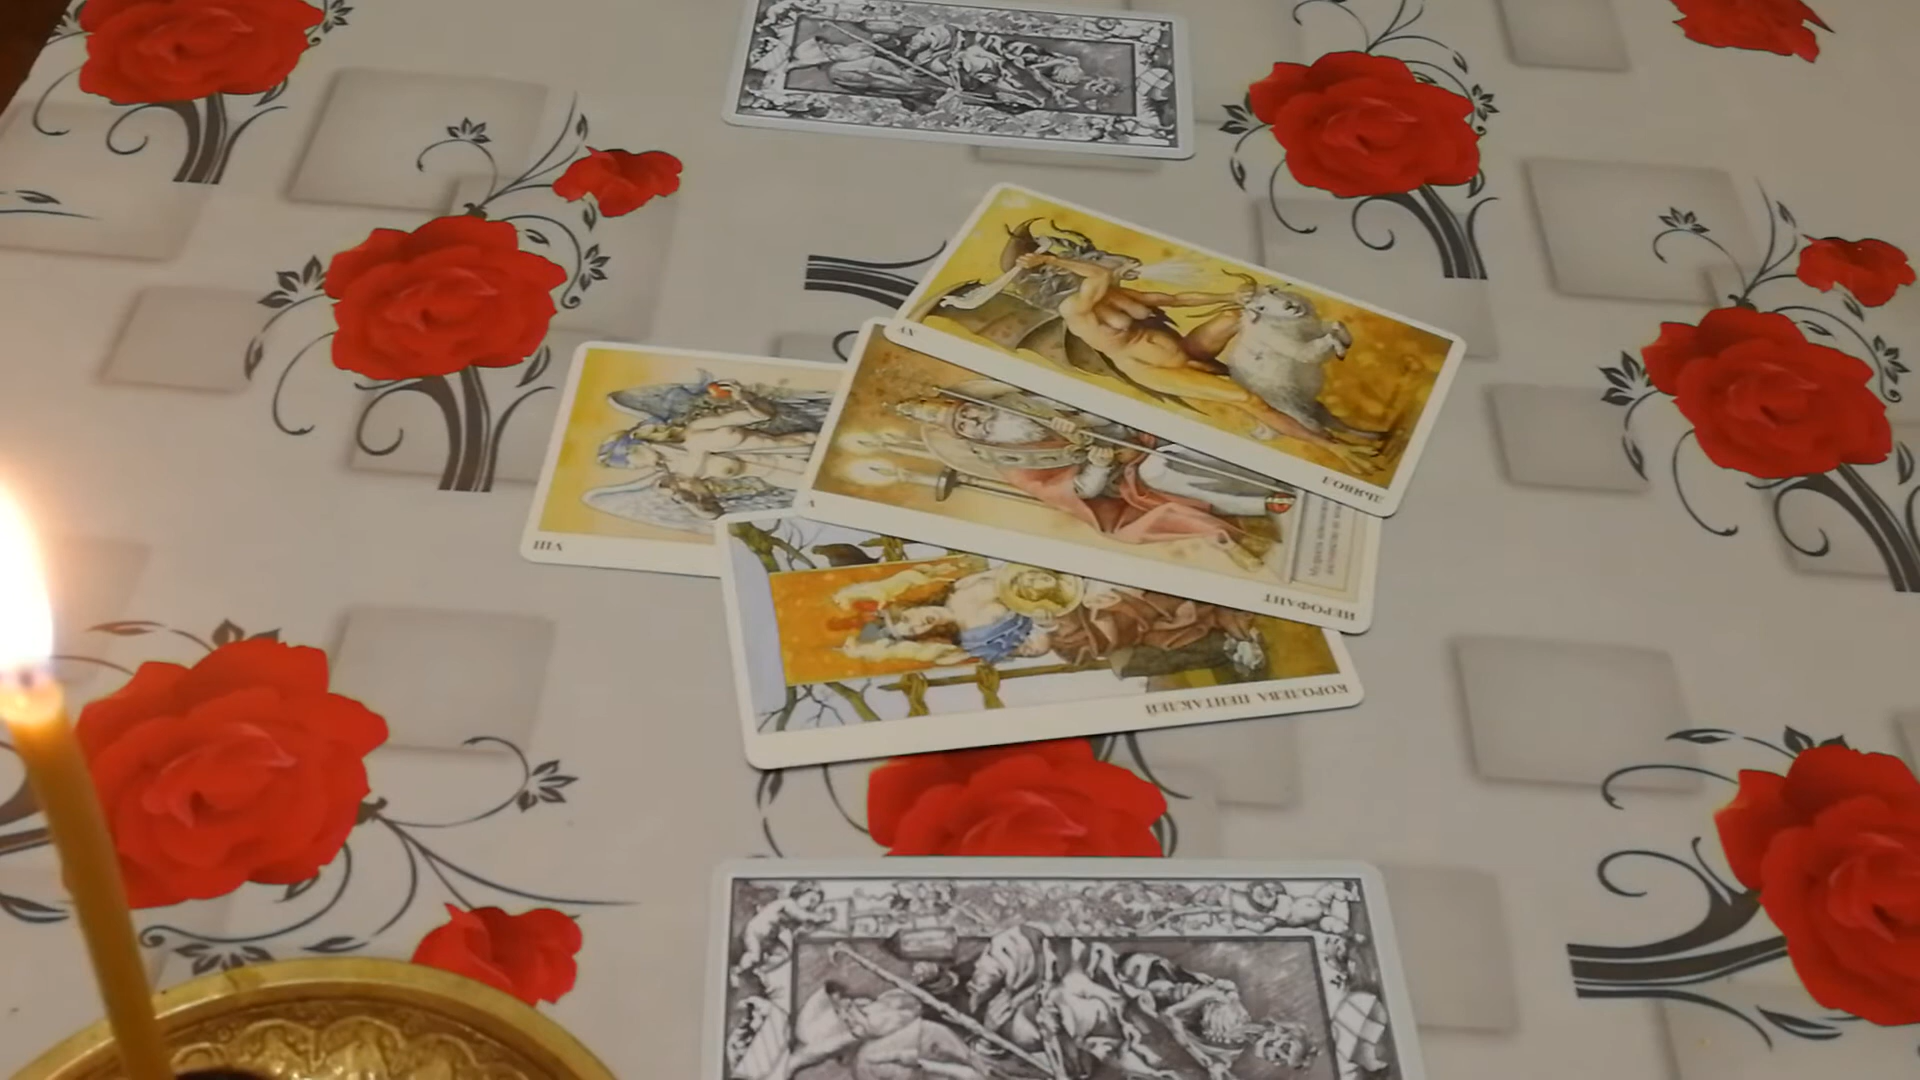 XV
ДЬЯВОЛ
V
ИЕРОФАНТ
VIII
КОРОЛЕВА ПЕНТАКЛЕЙ